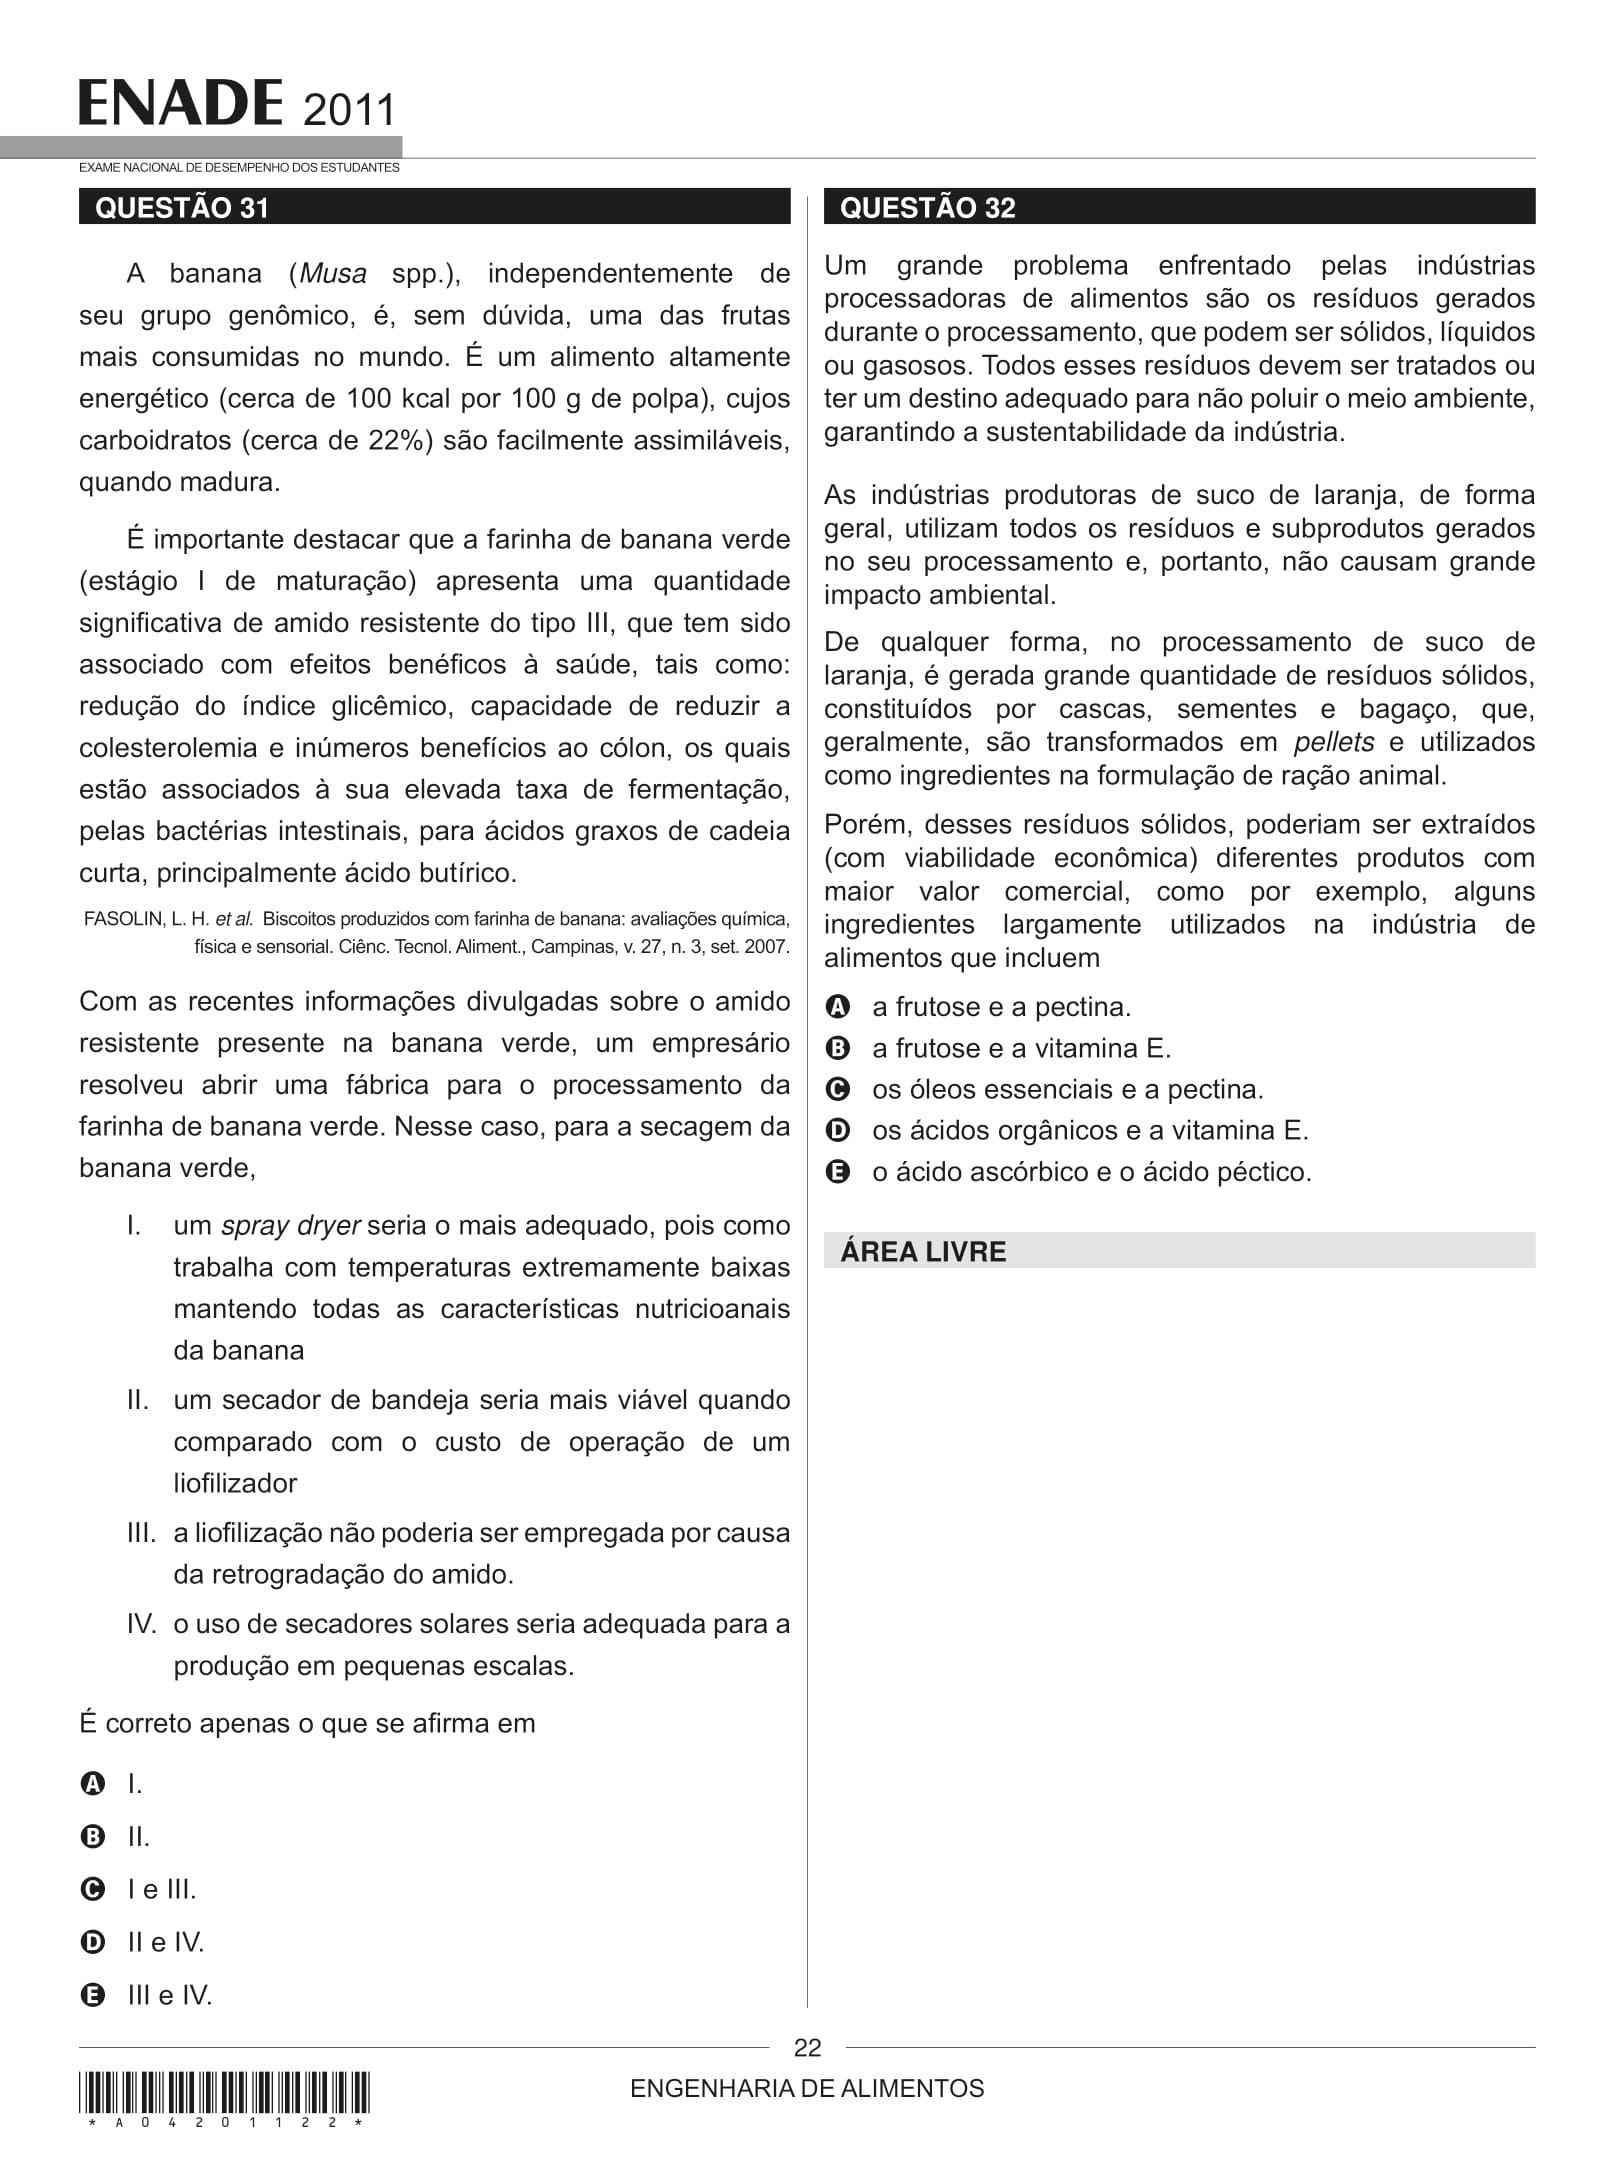 ENADE 2011
EXAME NACIONAL DE DESEMPENHO DOS ESTUDANTES
QUESTÃO 31
A banana (Musa spp.), independentemente de
seu grupo genômico, é, sem dúvida, uma das frutas
mais consumidas no mundo. É um alimento altamente
energético (cerca de 100 kcal por 100 g de polpa), cujos
carboidratos (cerca de 22%) são facilmente assimiláveis,
quando madura.
É importante destacar que a farinha de banana verde
(estágio I de maturação) apresenta uma quantidade
significativa de amido resistente do tipo III, que tem sido
associado com efeitos benéficos à saúde, tais como:
redução do índice glicêmico, capacidade de reduzir a
colesterolemia e inúmeros benefícios ao cólon, os quais
estão associados à sua elevada taxa de fermentação,
pelas bactérias intestinais, para ácidos graxos de cadeia
curta, principalmente ácido butírico.
FASOLIN, L. H. et al. Biscoitos produzidos com farinha de banana: avaliações química,
física e sensorial. Ciênc. Tecnol. Aliment., Campinas, v. 27, n. 3, set. 2007.
Com as recentes informações divulgadas sobre o amido
resistente presente na banana verde, um empresário
resolveu abrir uma fábrica para o processamento da
farinha de banana verde. Nesse caso, para a secagem da
banana verde,
I. um spray dryer seria o mais adequado, pois como
trabalha com temperaturas extremamente baixas
mantendo todas as características nutricioanais
da banana
II. um secador de bandeja seria mais viável quando
comparado com o custo de operação de um
liofilizador
III. a liofilização não poderia ser empregada por causa
da retrogradação do amido.
IV. o uso de secadores solares seria adequada para a
produção em pequenas escalas.
É correto apenas o que se afirma em
A I.
B II.
C I e III.
D II e IV.
E III e IV.
QUESTÃO 32
Um grande problema enfrentado pelas indústrias
processadoras de alimentos são os resíduos gerados
durante o processamento, que podem ser sólidos, líquidos
ou gasosos. Todos esses resíduos devem ser tratados ou
ter um destino adequado para não poluir o meio ambiente,
garantindo a sustentabilidade da indústria.
As indústrias produtoras de suco de laranja, de forma
geral, utilizam todos os resíduos e subprodutos gerados
no seu processamento e, portanto, não causam grande
impacto ambiental.
De qualquer forma, no processamento de suco de
laranja, é gerada grande quantidade de resíduos sólidos,
constituídos por cascas, sementes e bagaço, que,
geralmente, são transformados em pellets e utilizados
como ingredientes na formulação de ração animal.
Porém, desses resíduos sólidos, poderiam ser extraídos
(com viabilidade econômica) diferentes produtos com
maior valor comercial, como por exemplo, alguns
ingredientes largamente utilizados na indústria de
alimentos que incluem
A a frutose e a pectina.
B a frutose e a vitamina E.
C os óleos essenciais e a pectina.
D os ácidos orgânicos e a vitamina E.
E o ácido ascórbico e o ácido péctico.
ÁREA LIVRE
22
ENGENHARIA DE ALIMENTOS
* A 0 4 2 0 1 1 2 2 *